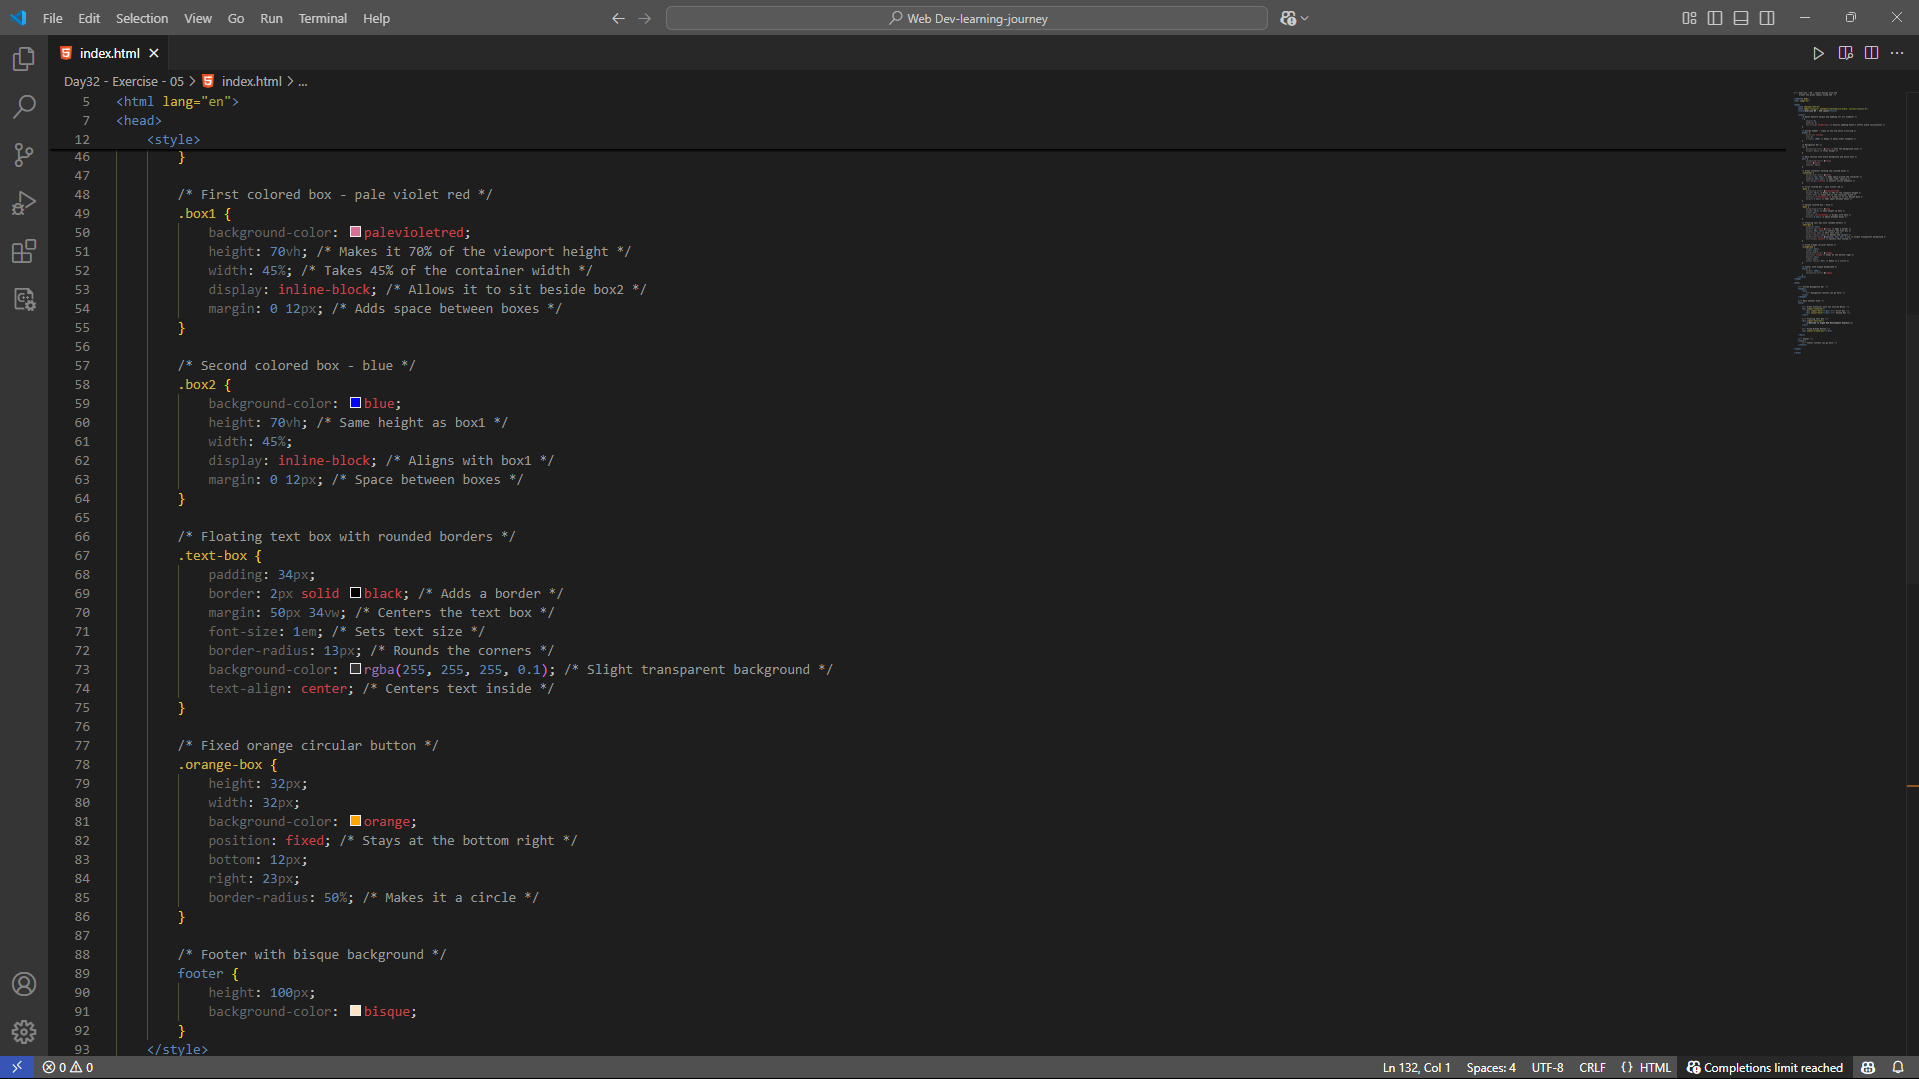 File Edit Selection View Go Run Terminal Help
Web Dev-learning-journey
index.html
Day32 - Exercise - 05 > index.html > ...
5 <html lang="en">
7 <head>
12 <style>
46 }
47
48 /* First colored box - pale violet red */
49 .box1 {
50 background-color: palevioletred;
51 height: 70vh; /* Makes it 70% of the viewport height */
52 width: 45%; /* Takes 45% of the container width */
53 display: inline-block; /* Allows it to sit beside box2 */
54 margin: 0 12px; /* Adds space between boxes */
55 }
56
57 /* Second colored box - blue */
58 .box2 {
59 background-color: blue;
60 height: 70vh; /* Same height as box1 */
61 width: 45%;
62 display: inline-block; /* Aligns with box1 */
63 margin: 0 12px; /* Space between boxes */
64 }
65
66 /* Floating text box with rounded borders */
67 .text-box {
68 padding: 34px;
69 border: 2px solid black; /* Adds a border */
70 margin: 50px 34vw; /* Centers the text box */
71 font-size: 1em; /* Sets text size */
72 border-radius: 13px; /* Rounds the corners */
73 background-color: rgba(255, 255, 255, 0.1); /* Slight transparent background */
74 text-align: center; /* Centers text inside */
75 }
76
77 /* Fixed orange circular button */
78 .orange-box {
79 height: 32px;
80 width: 32px;
81 background-color: orange;
82 position: fixed; /* Stays at the bottom right */
83 bottom: 12px;
84 right: 23px;
85 border-radius: 50%; /* Makes it a circle */
86 }
87
88 /* Footer with bisque background */
89 footer {
90 height: 100px;
91 background-color: bisque;
92 }
93 </style>
0 0 Ln 132, Col 1 Spaces: 4 UTF-8 CRLF {} HTML Completions limit reached